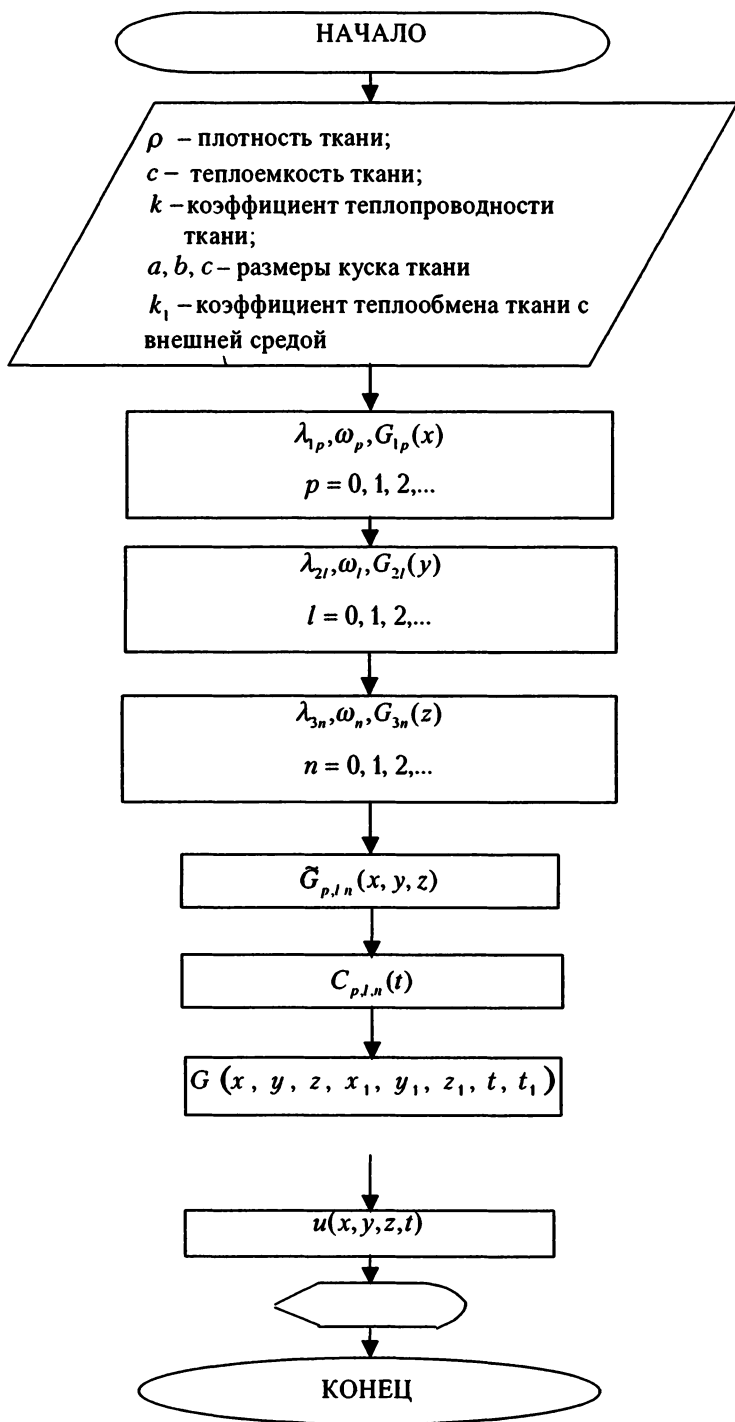 НАЧАЛО
ρ – плотность ткани;
c – теплоемкость ткани;
k – коэффициент теплопроводности
ткани;
a, b, c – размеры куска ткани
k₁ – коэффициент теплообмена ткани с
внешней средой
λ₁ₚ,ωₚ,G₁ₚ(x)
p = 0, 1, 2,...
λ₂ₗ,ωₗ,G₂ₗ(y)
l = 0, 1, 2,...
λ₃ₙ,ωₙ,G₃ₙ(z)
n = 0, 1, 2,...
G̃ₚ,ₗ ₙ(x, y, z)
Cₚ,ₗ,ₙ(t)
G (x , y , z, x₁ , y₁ , z₁ , t, t₁ )
u(x,y,z,t)
КОНЕЦ